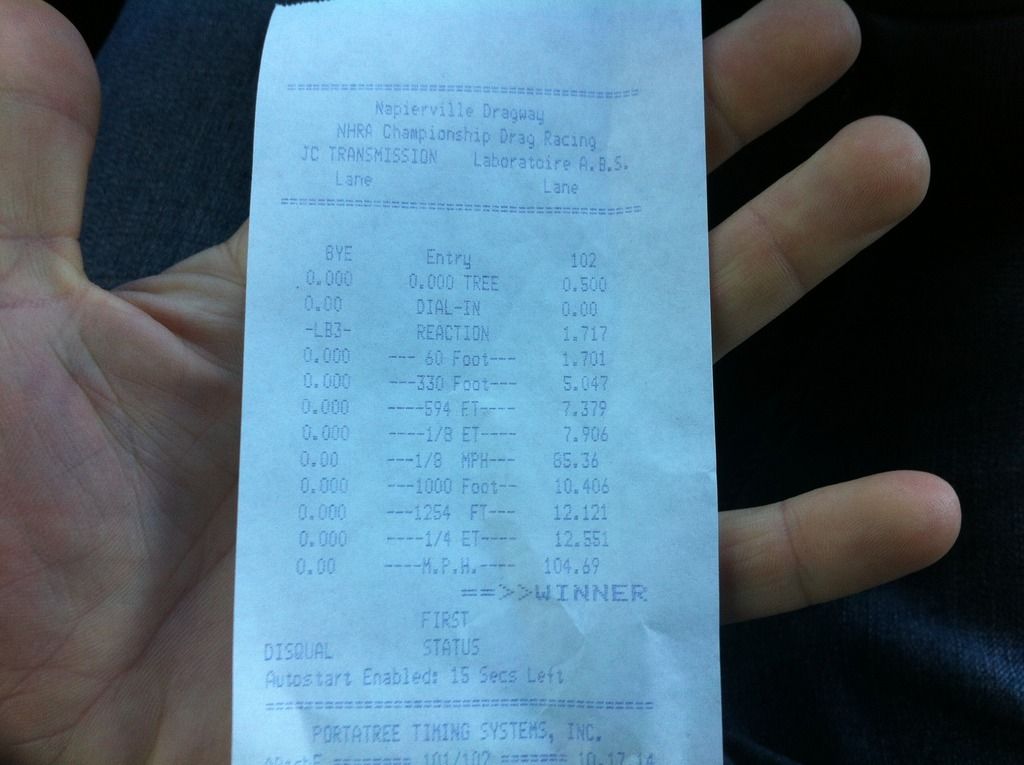 ================================
Napierville Dragway
NHRA Championship Drag Racing
JC TRANSMISSION Laboratoire A.B.S.
Lane Lane
================================
BYE Entry 102
0.000 0.000 TREE 0.500
0.00 DIAL-IN 0.00
-LB3- REACTION 1.717
0.000 --- 60 Foot--- 1.701
0.000 ---330 Foot--- 5.047
0.000 ----594 ET---- 7.379
0.000 ----1/8 ET---- 7.906
0.00 ---1/8 MPH--- 85.36
0.000 ---1000 Foot-- 10.406
0.000 ---1254 FT--- 12.121
0.000 ----1/4 ET---- 12.551
0.00 ----M.P.H.---- 104.69
==>>WINNER
FIRST
DISQUAL STATUS
Autostart Enabled: 15 Secs Left
================================
PORTATREE TIMING SYSTEMS, INC.
======== 101/102 ======= 10.17.14